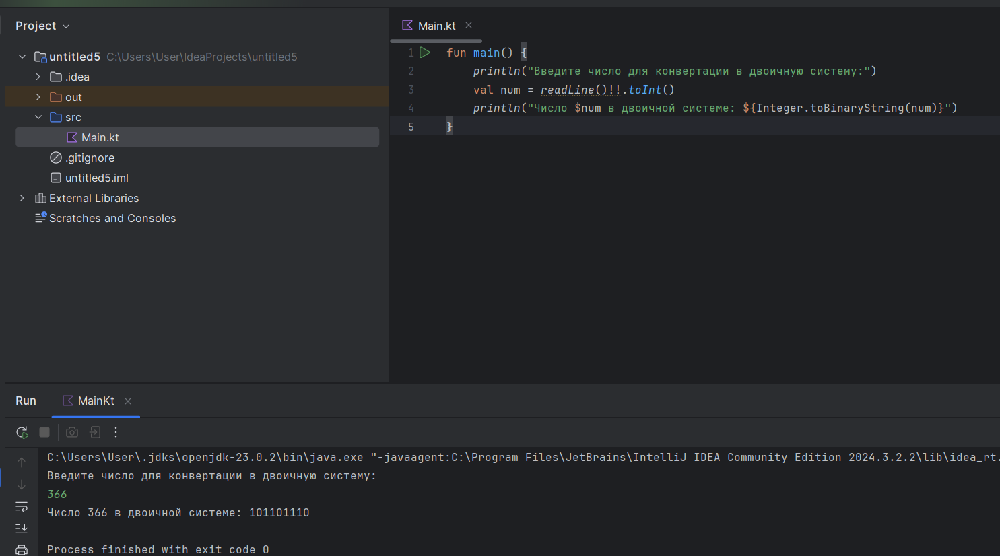 Project
untitled5 C:\Users\User\IdeaProjects\untitled5
.idea
out
src
Main.kt
.gitignore
untitled5.iml
External Libraries
Scratches and Consoles
Main.kt
1 fun main() {
2 println("Введите число для конвертации в двоичную систему:")
3 val num = readLine()!!.toInt()
4 println("Число $num в двоичной системе: ${Integer.toBinaryString(num)}")
5 }
Run MainKt
C:\Users\User\.jdks\openjdk-23.0.2\bin\java.exe "-javaagent:C:\Program Files\JetBrains\IntelliJ IDEA Community Edition 2024.3.2.2\lib\idea_rt.
Введите число для конвертации в двоичную систему:
366
Число 366 в двоичной системе: 101101110
Process finished with exit code 0